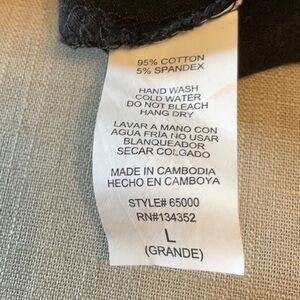 95% COTTON
5% SPANDEX
HAND WASH
COLD WATER
DO NOT BLEACH
HANG DRY
LAVAR A MANO CON
AGUA FRÍA NO USAR
BLANQUEADOR
SECAR COLGADO
MADE IN CAMBODIA
HECHO EN CAMBOYA
STYLE# 65000
RN#134352
L
(GRANDE)